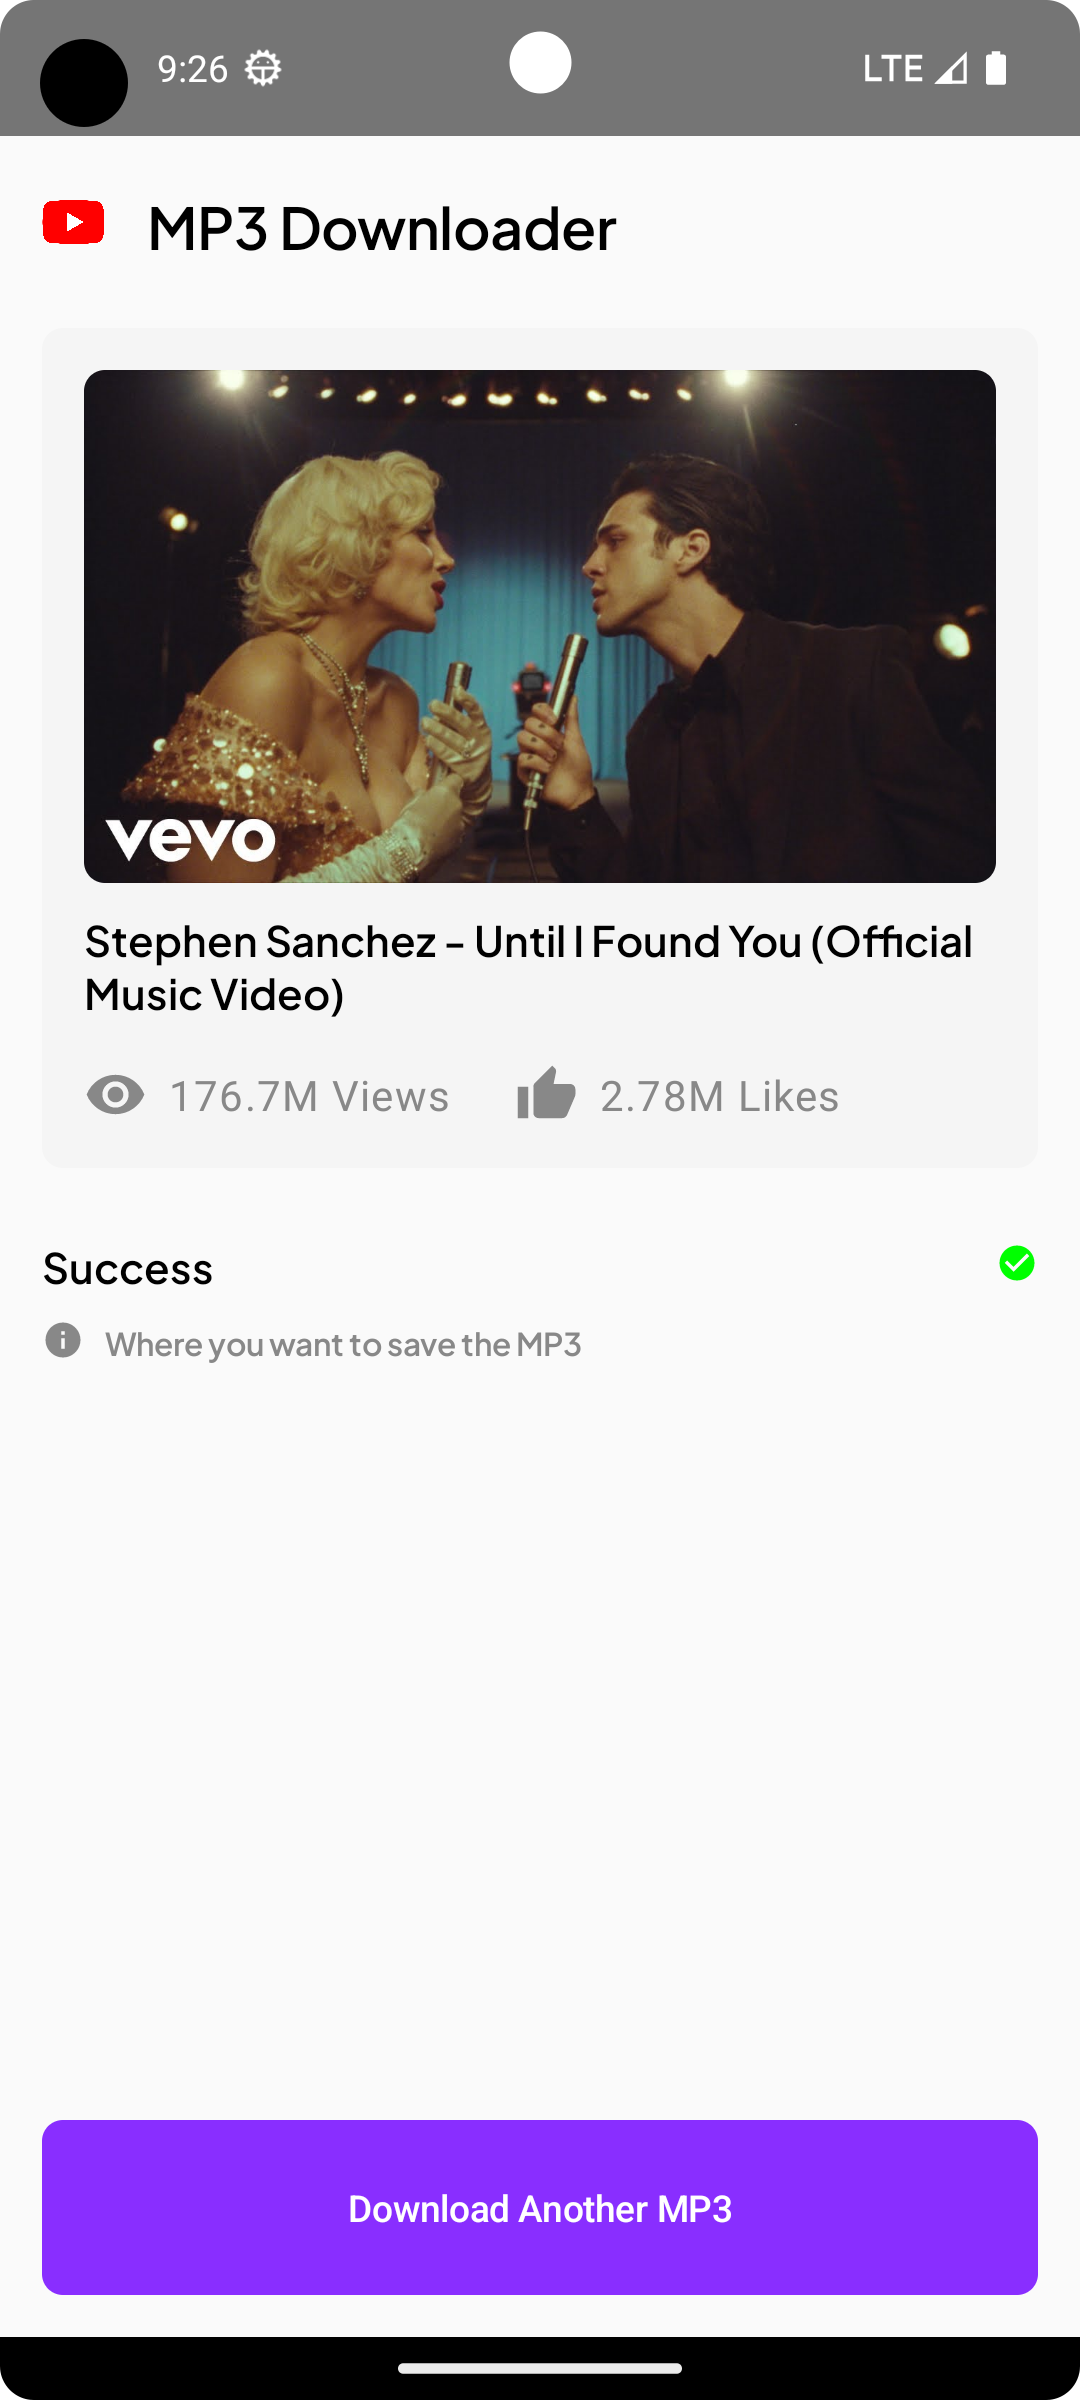 9:26
LTE
MP3 Downloader
vevo
Stephen Sanchez - Until I Found You (Official
Music Video)
176.7M Views
2.78M Likes
Success
Where you want to save the MP3
Download Another MP3